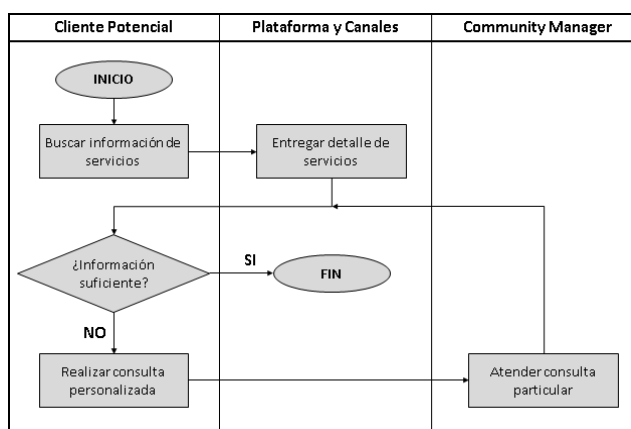 Cliente Potencial
Plataforma y Canales
Community Manager
INICIO
Buscar información de
servicios
Entregar detalle de
servicios
¿Información
suficiente?
SI
FIN
NO
Realizar consulta
personalizada
Atender consulta
particular